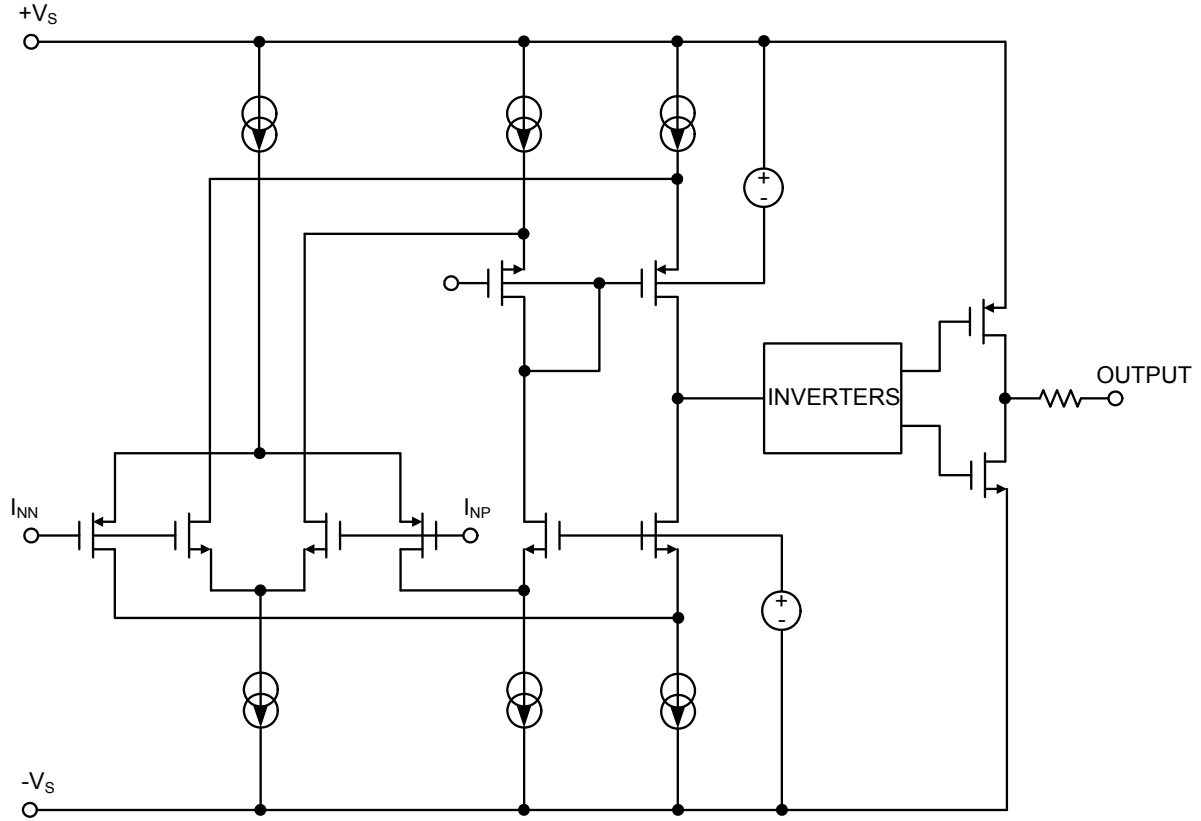 +VS
+
-
INVERTERS
OUTPUT
INN
INP
+
-
-VS